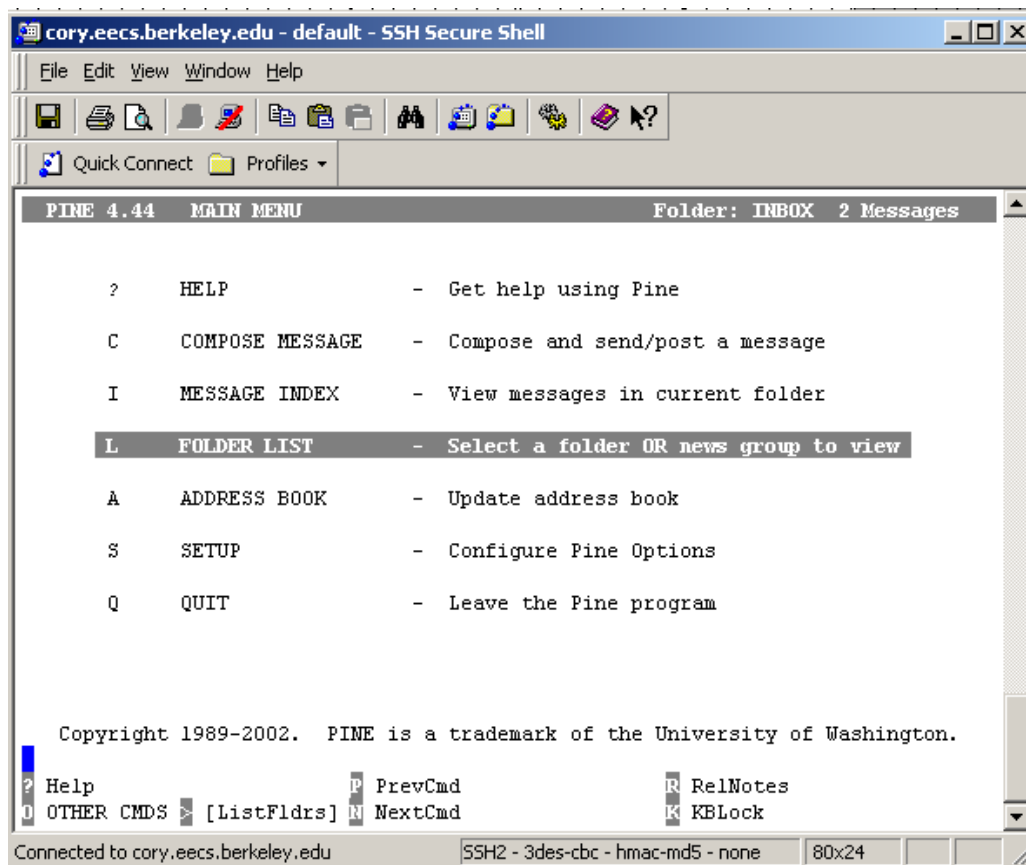 cory.eecs.berkeley.edu - default - SSH Secure Shell
File Edit View Window Help
Quick Connect Profiles
PINE 4.44 MAIN MENU Folder: INBOX 2 Messages
? HELP - Get help using Pine
C COMPOSE MESSAGE - Compose and send/post a message
I MESSAGE INDEX - View messages in current folder
L FOLDER LIST - Select a folder OR news group to view
A ADDRESS BOOK - Update address book
S SETUP - Configure Pine Options
Q QUIT - Leave the Pine program
Copyright 1989-2002. PINE is a trademark of the University of Washington.
? Help P PrevCmd R RelNotes
O OTHER CMDS > [ListFldrs] N NextCmd K KBLock
Connected to cory.eecs.berkeley.edu SSH2 - 3des-cbc - hmac-md5 - none 80x24